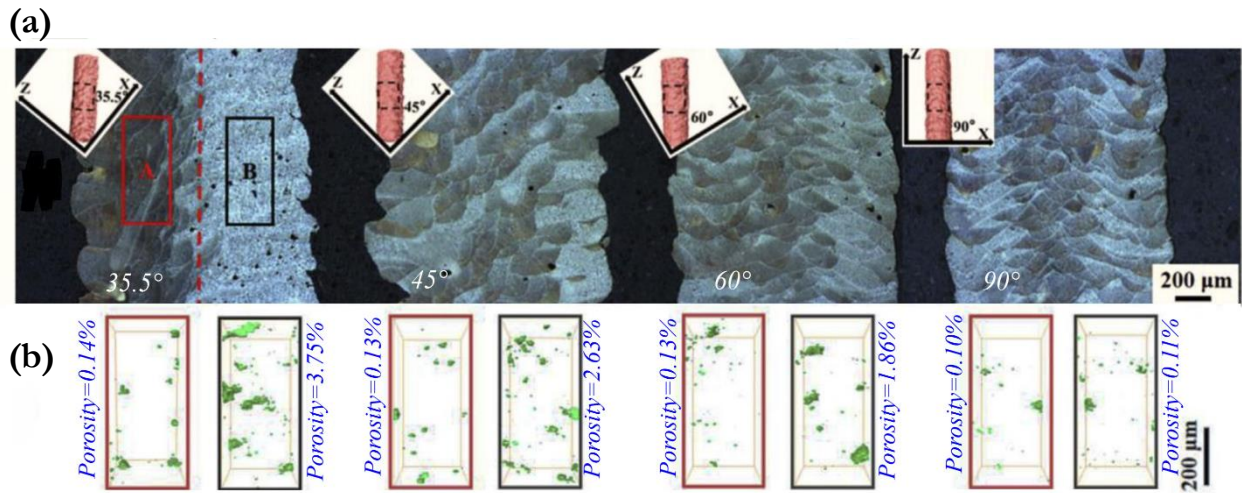 (a)
Z
X
35.5°
A
B
35.5°
Z
X
45°
45°
Z
X
60°
60°
Z
X
90°
90°
200 µm
(b)
Porosity=0.14%
Porosity=3.75%
Porosity=0.13%
Porosity=2.63%
Porosity=0.13%
Porosity=1.86%
Porosity=0.10%
Porosity=0.11%
200 µm